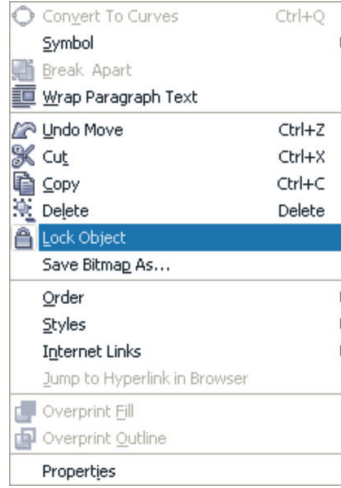 Convert To Curves Ctrl+Q
Symbol
Break Apart
Wrap Paragraph Text
Undo Move Ctrl+Z
Cut Ctrl+X
Copy Ctrl+C
Delete Delete
Lock Object
Save Bitmap As...
Order
Styles
Internet Links
Jump to Hyperlink in Browser
Overprint Fill
Overprint Outline
Properties